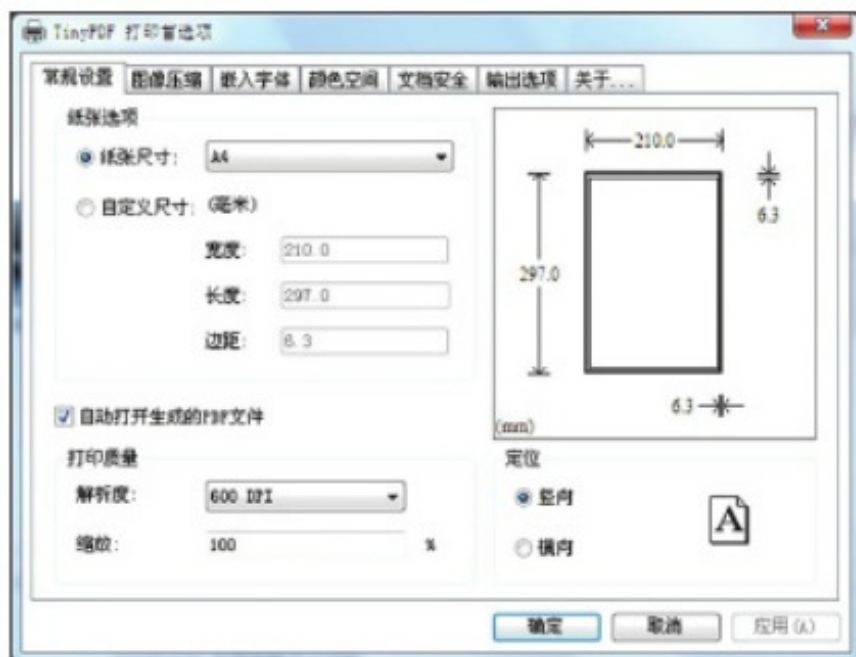 TinyPDF 打印首选项
常规设置 图像压缩 嵌入字体 颜色空间 文档安全 输出选项 关于...
纸张选项
纸张尺寸: A4
自定义尺寸: (毫米)
宽度: 210.0
长度: 297.0
边距: 6.3
210.0
6.3
297.0
6.3
(mm)
自动打开生成的PDF文件
打印质量
解析度: 600 DPI
缩放: 100 %
定位
竖向
横向
A
确定 取消 应用(A)